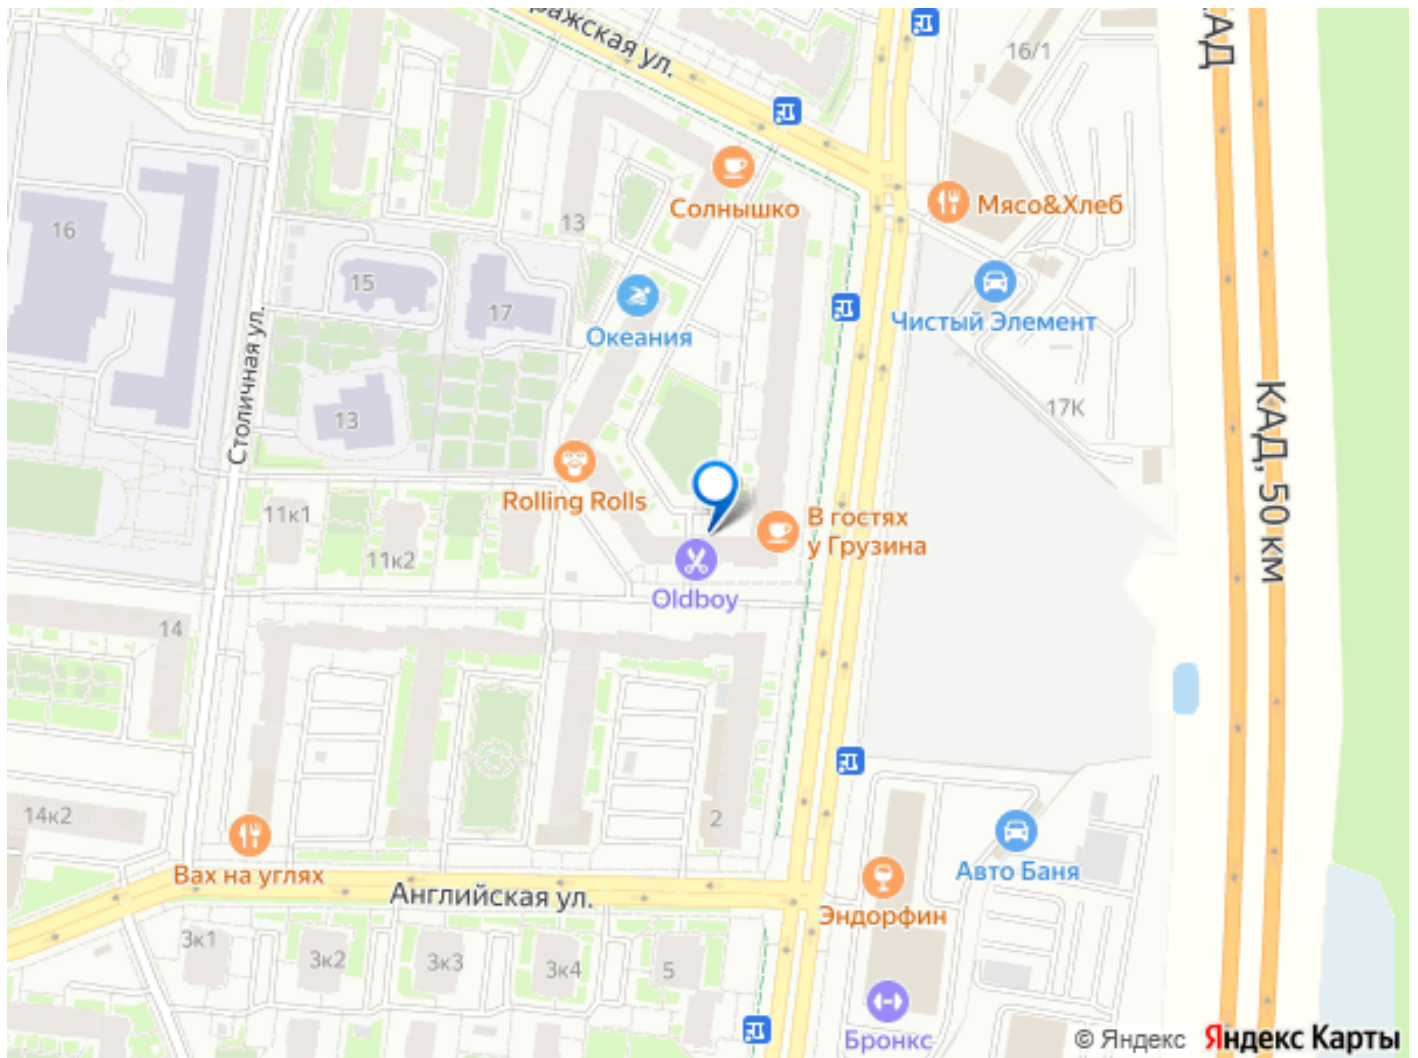 ражская ул.
КАД
16/1
Солнышко
Мясо&Хлеб
13
16
15
17
Океания
Чистый Элемент
Столичная ул.
13
17К
КАД, 50 км
Rolling Rolls
11к1
11к2
В гостях
у Грузина
Oldboy
14
14к2
2
Вах на углях
Английская ул.
Авто Баня
Эндорфин
3к1
3к2
3к3
3к4
5
Бронкс
© Яндекс Яндекс Карты